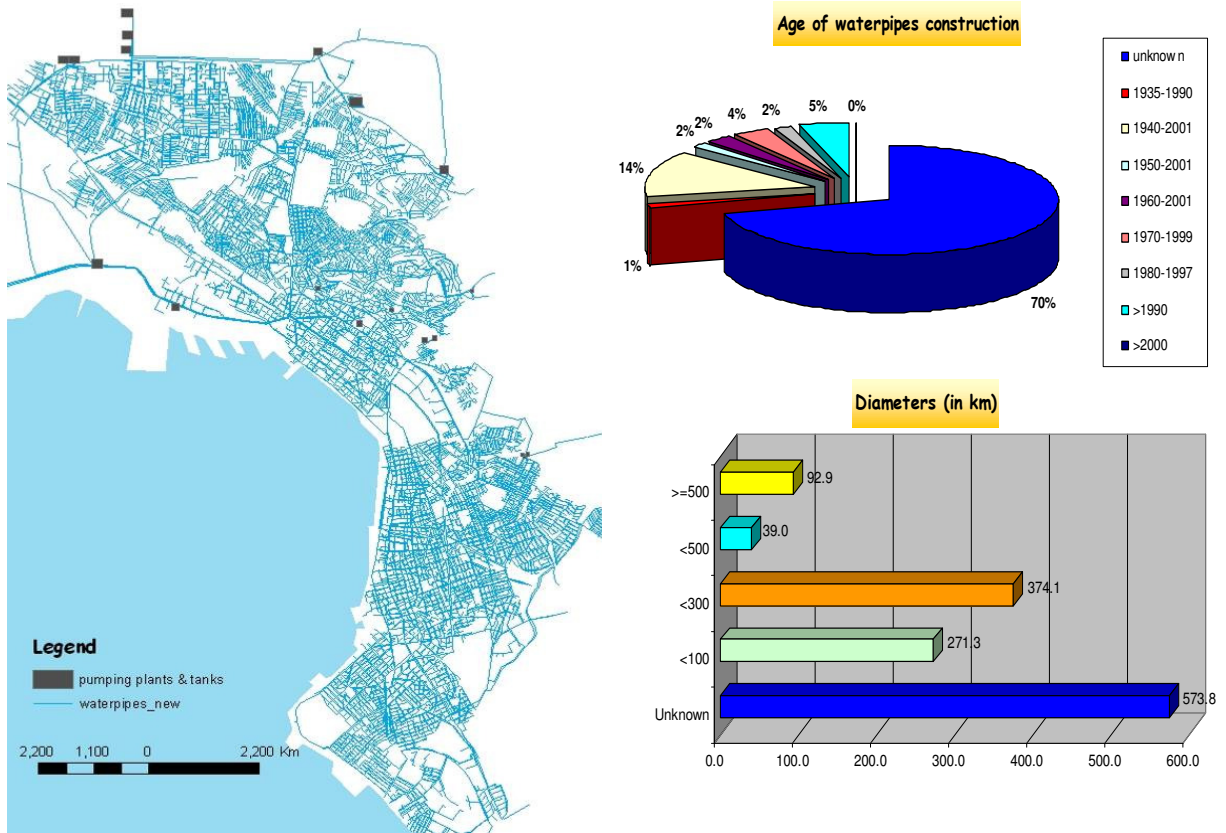 Legend
pumping plants & tanks
waterpipes_new
2,200 1,100 0 2,200 Km
Age of waterpipes construction
0%
5%
2%
4%
2%
2%
14%
1%
70%
unknown
1935-1990
1940-2001
1950-2001
1960-2001
1970-1999
1980-1997
>1990
>2000
Diameters (in km)
>=500
92.9
<500
39.0
<300
374.1
<100
271.3
Unknown
573.8
0.0 100.0 200.0 300.0 400.0 500.0 600.0